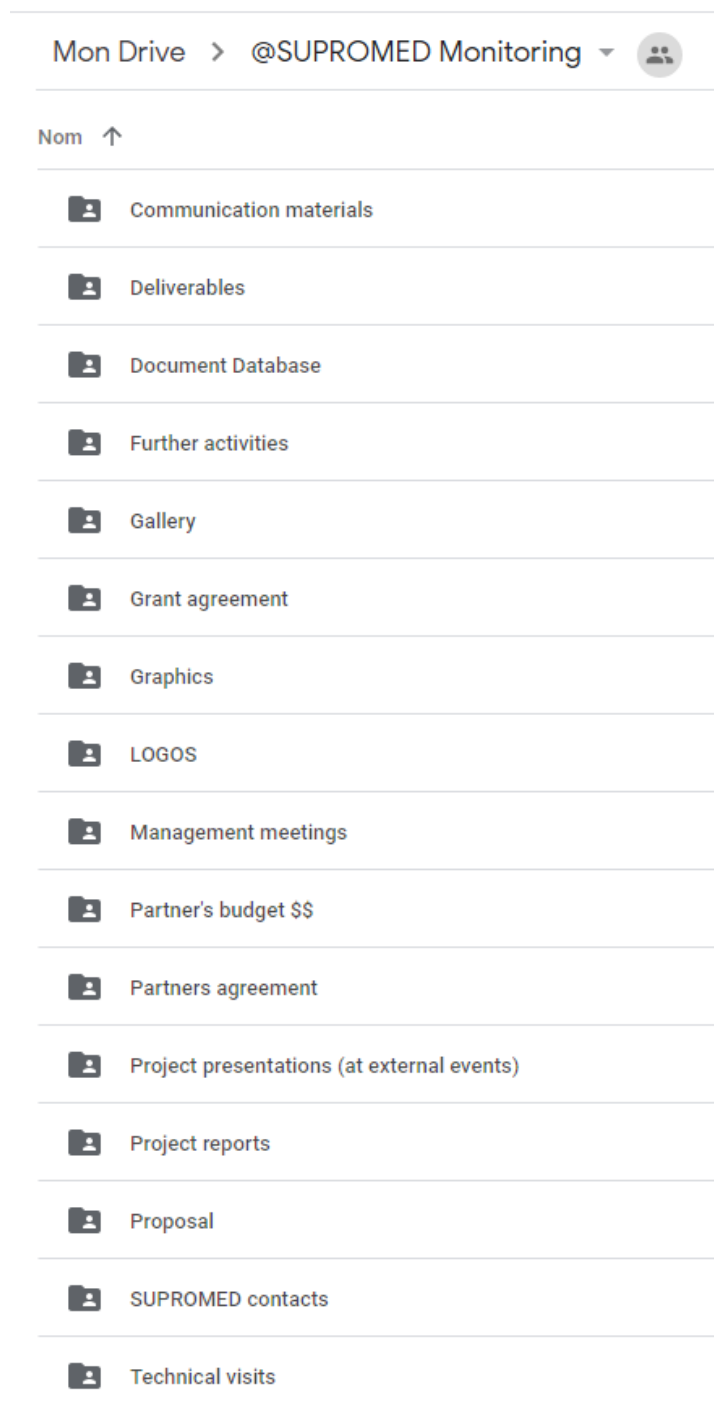 Mon Drive > @SUPROMED Monitoring
Nom ↑
Communication materials
Deliverables
Document Database
Further activities
Gallery
Grant agreement
Graphics
LOGOS
Management meetings
Partner's budget $$
Partners agreement
Project presentations (at external events)
Project reports
Proposal
SUPROMED contacts
Technical visits